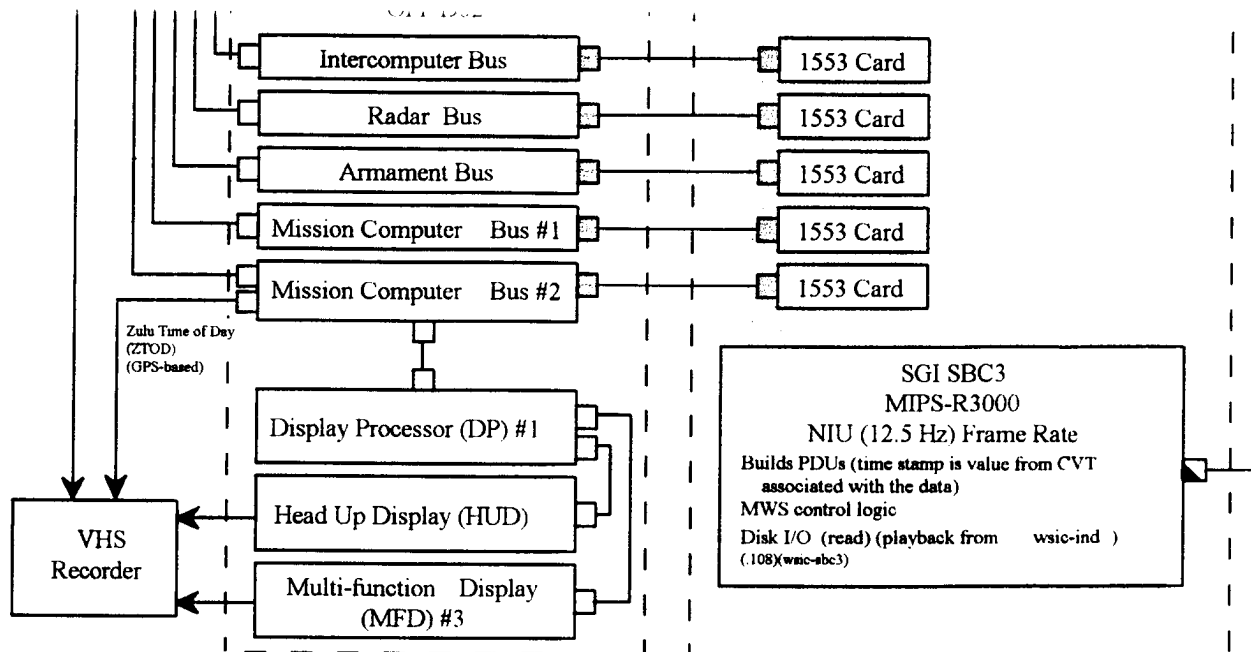 Intercomputer Bus
1553 Card
Radar Bus
1553 Card
Armament Bus
1553 Card
Mission Computer Bus #1
1553 Card
Mission Computer Bus #2
1553 Card
Zulu Time of Day
(ZTOD)
(GPS-based)
Display Processor (DP) #1
Head Up Display (HUD)
Multi-function Display
(MFD) #3
VHS
Recorder
SGI SBC3
MIPS-R3000
NIU (12.5 Hz) Frame Rate
Builds PDUs (time stamp is value from CVT
associated with the data)
MWS control logic
Disk I/O (read) (playback from wsic-ind )
(.108)(wsic-sbc3)